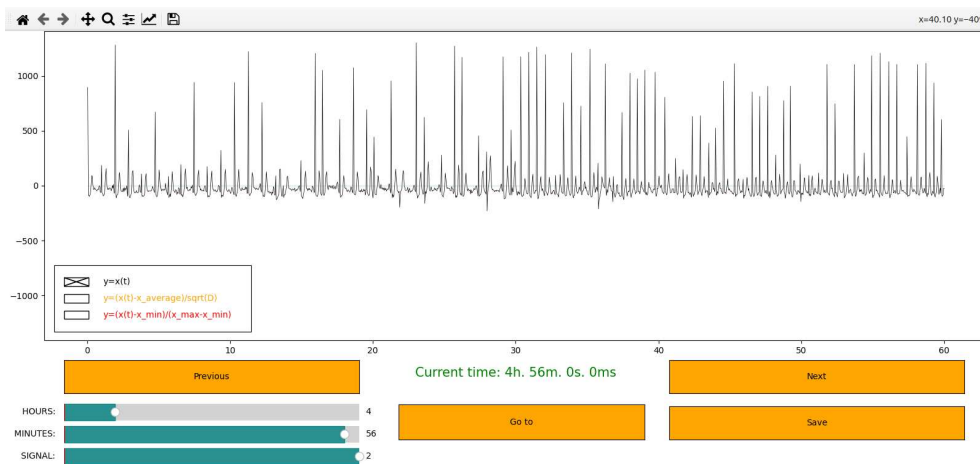 x=40.10 y=−40
1000
500
0
−500
−1000
y=x(t)
y=(x(t)-x_average)/sqrt(D)
y=(x(t)-x_min)/(x_max-x_min)
0 10 20 30 40 50 60
Previous
Current time: 4h. 56m. 0s. 0ms
Next
HOURS: 4
Go to
Save
MINUTES: 56
SIGNAL: 2